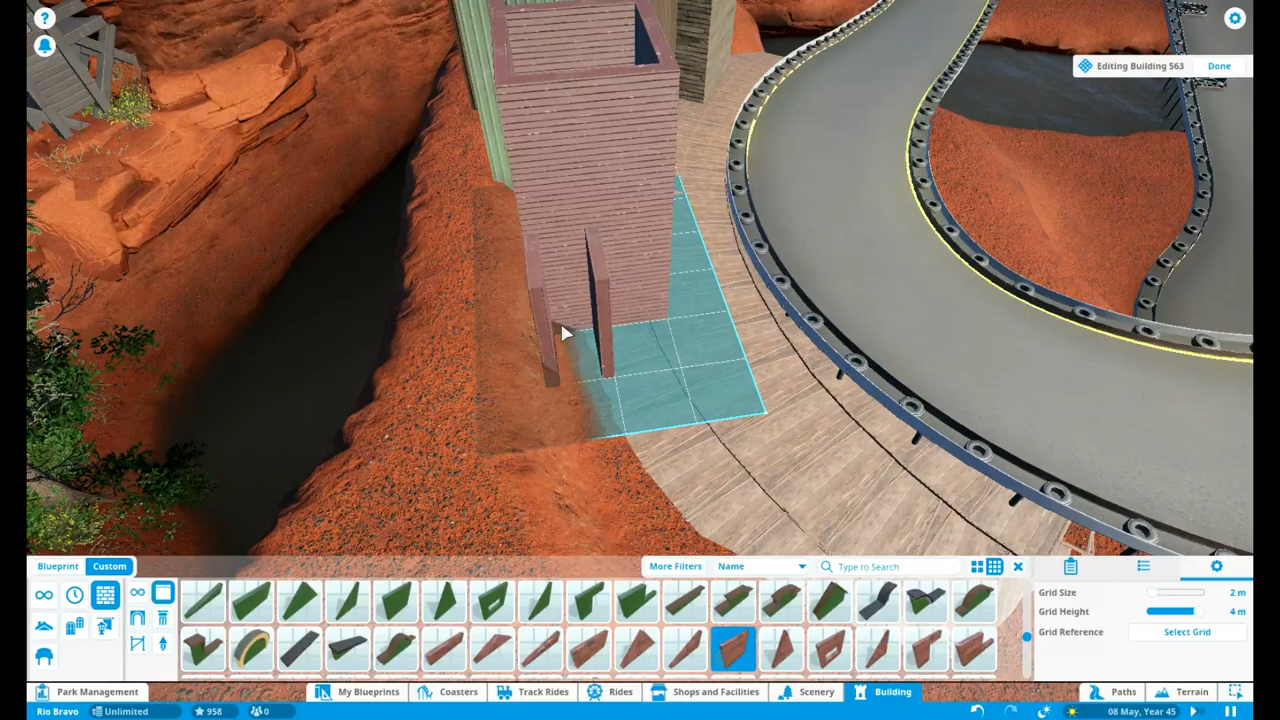 ?
Editing Building 563 Done
Blueprint Custom More Filters Name Type to Search
Grid Size 2 m
Grid Height 4 m
Grid Reference Select Grid
Park Management My Blueprints Coasters Track Rides Rides Shops and Facilities Scenery Building Paths Terrain
Rio Bravo Unlimited 958 0 08 May, Year 45